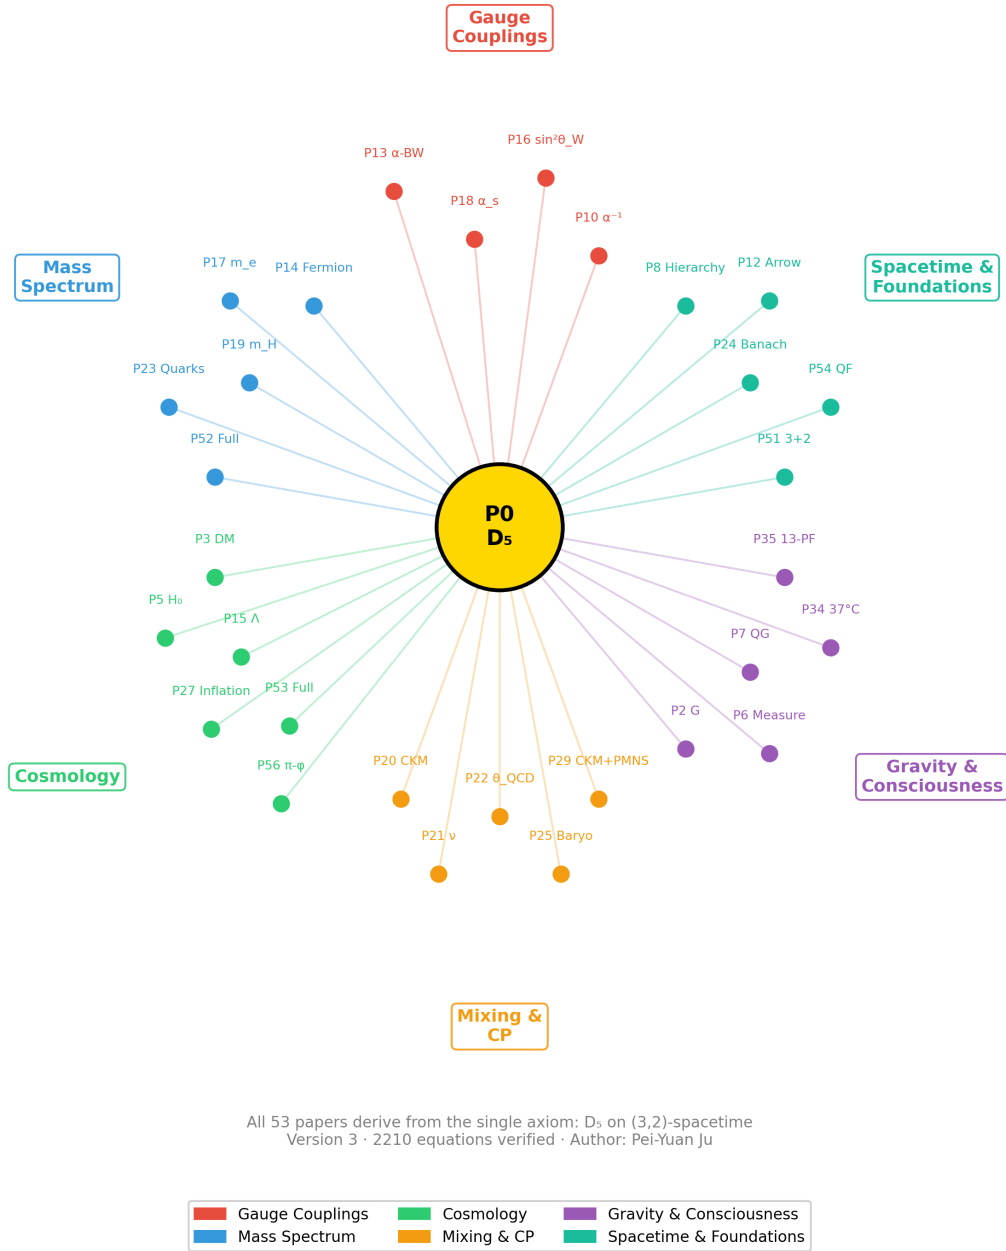 Gauge
Couplings
P16 sin²θ_W
P13 α-BW
P18 α_s
P10 α⁻¹
Mass
Spectrum
P17 m_e
P14 Fermion
P8 Hierarchy
P12 Arrow
Spacetime &
Foundations
P19 m_H
P24 Banach
P23 Quarks
P54 QF
P52 Full
P51 3+2
P0
D₅
P3 DM
P35 13-PF
P5 H₀
P34 37°C
P15 Λ
P7 QG
P27 Inflation
P53 Full
P2 G
P6 Measure
P56 π-φ
P20 CKM
P29 CKM+PMNS
Cosmology
P22 θ_QCD
Gravity &
Consciousness
P21 ν
P25 Baryo
Mixing &
CP
All 53 papers derive from the single axiom: D₅ on (3,2)-spacetime
Version 3 · 2210 equations verified · Author: Pei-Yuan Ju
Gauge Couplings
Cosmology
Gravity & Consciousness
Mass Spectrum
Mixing & CP
Spacetime & Foundations